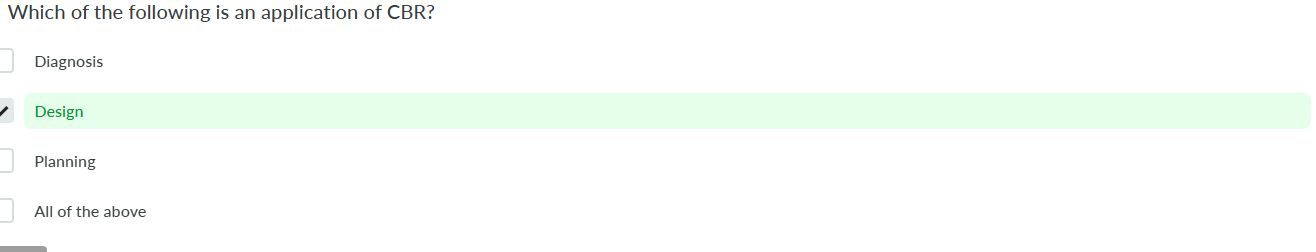 Which of the following is an application of CBR?
Diagnosis
Design
Planning
All of the above